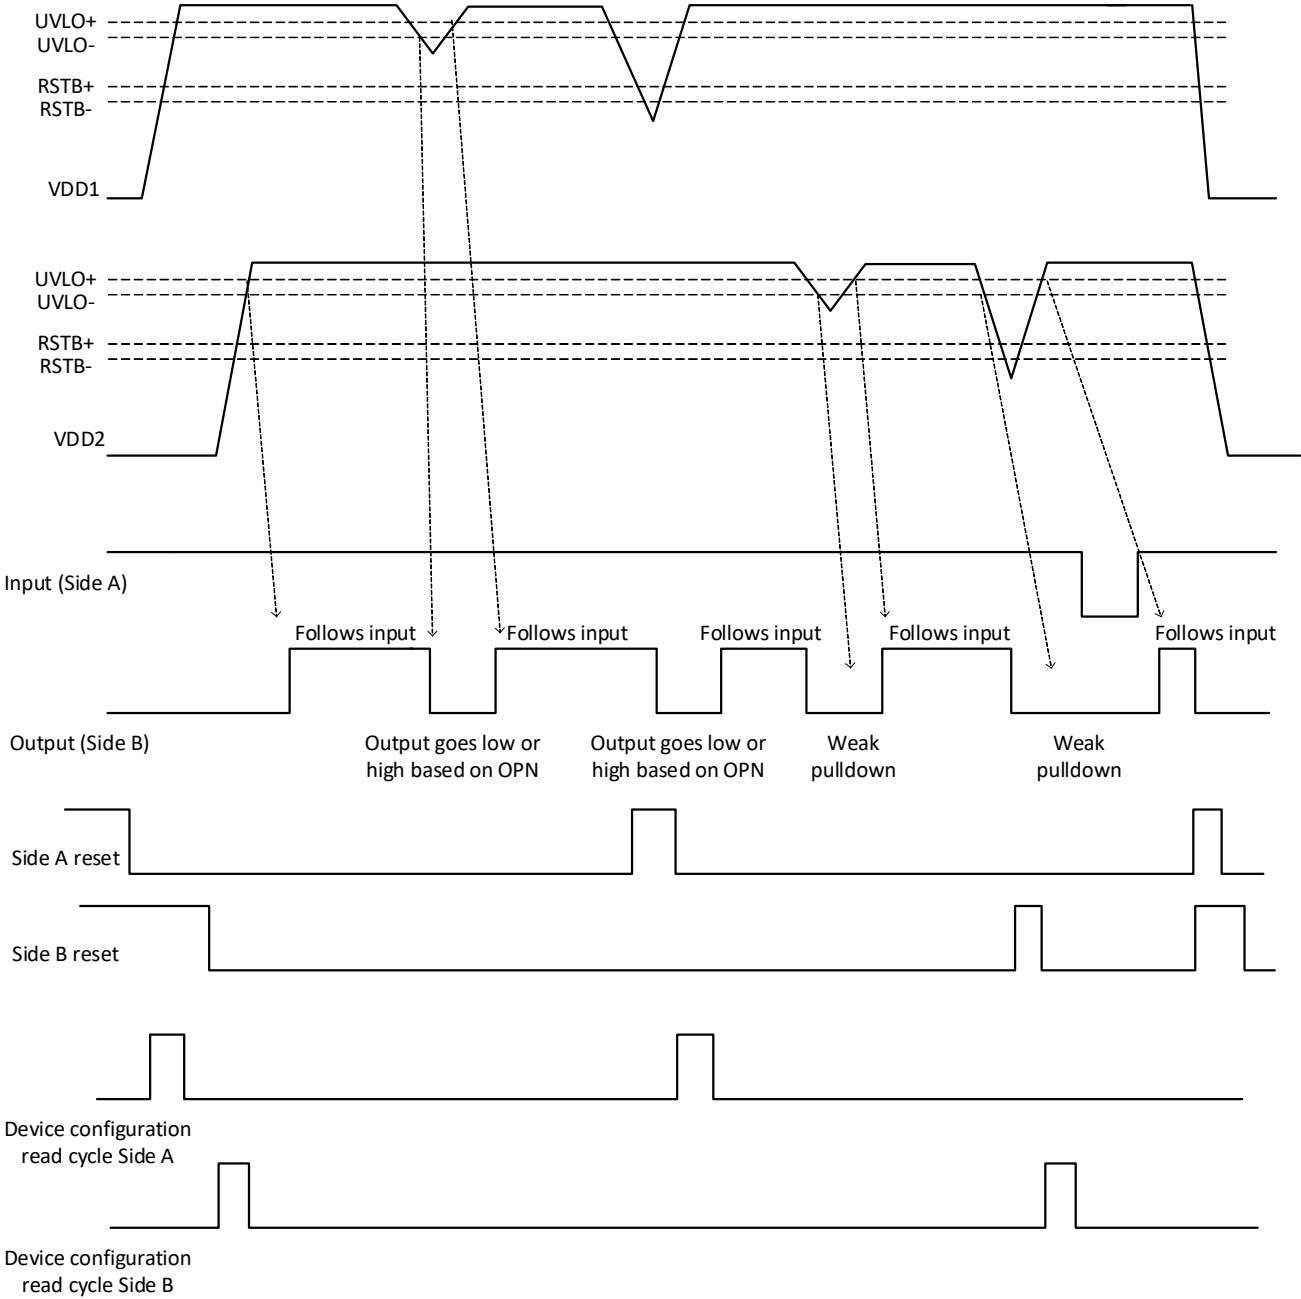 UVLO+
UVLO-
RSTB+
RSTB-
VDD1
UVLO+
UVLO-
RSTB+
RSTB-
VDD2
Input (Side A)
Follows input
Follows input
Follows input
Follows input
Follows input
Output (Side B)
Output goes low or
high based on OPN
Output goes low or
high based on OPN
Weak
pulldown
Weak
pulldown
Side A reset
Side B reset
Device configuration
read cycle Side A
Device configuration
read cycle Side B